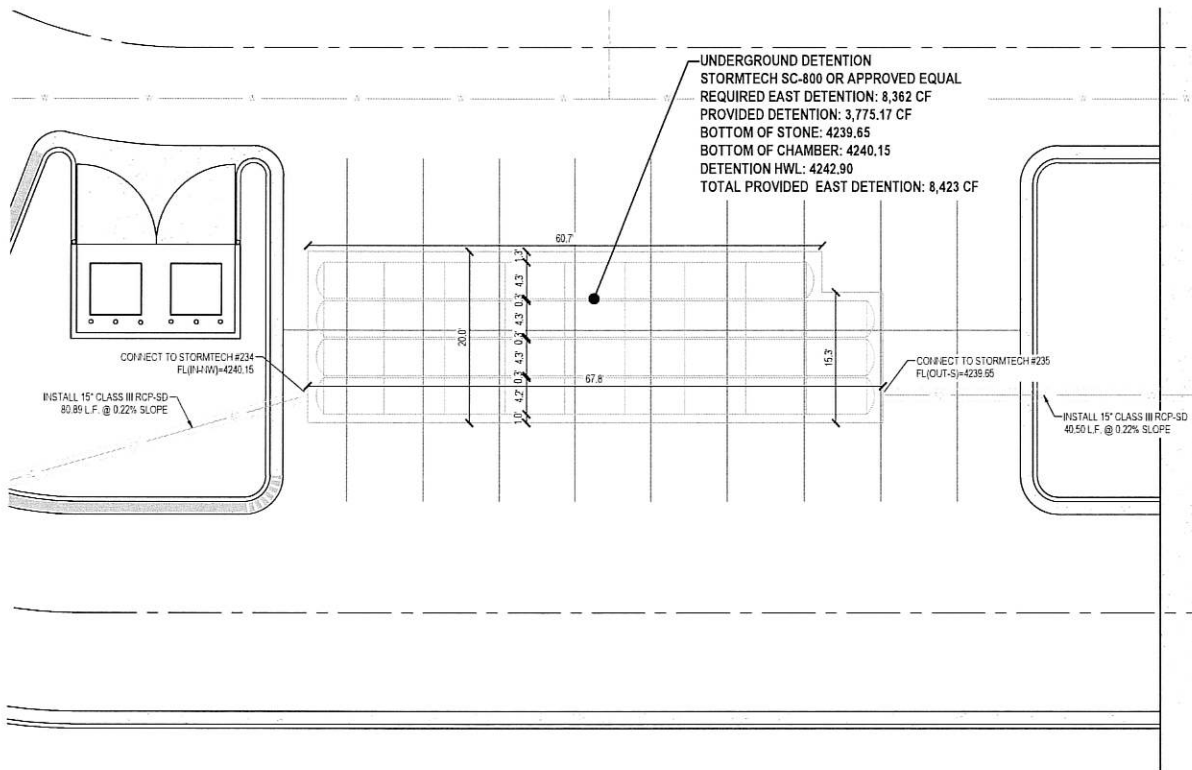 UNDERGROUND DETENTION
STORMTECH SC-800 OR APPROVED EQUAL
REQUIRED EAST DETENTION: 8,362 CF
PROVIDED DETENTION: 3,775.17 CF
BOTTOM OF STONE: 4239.65
BOTTOM OF CHAMBER: 4240.15
DETENTION HWL: 4242.90
TOTAL PROVIDED EAST DETENTION: 8,423 CF
60.7'
1.3'
4.3'
0.3'
4.3'
0.3'
4.3'
0.3'
4.2'
1.0'
20.0'
15.3'
67.8'
CONNECT TO STORMTECH #234
FL(IN-NW)=4240.15
INSTALL 15" CLASS III RCP-SD
80.89 L.F. @ 0.22% SLOPE
CONNECT TO STORMTECH #235
FL(OUT-S)=4239.65
INSTALL 15" CLASS III RCP-SD
40.50 L.F. @ 0.22% SLOPE